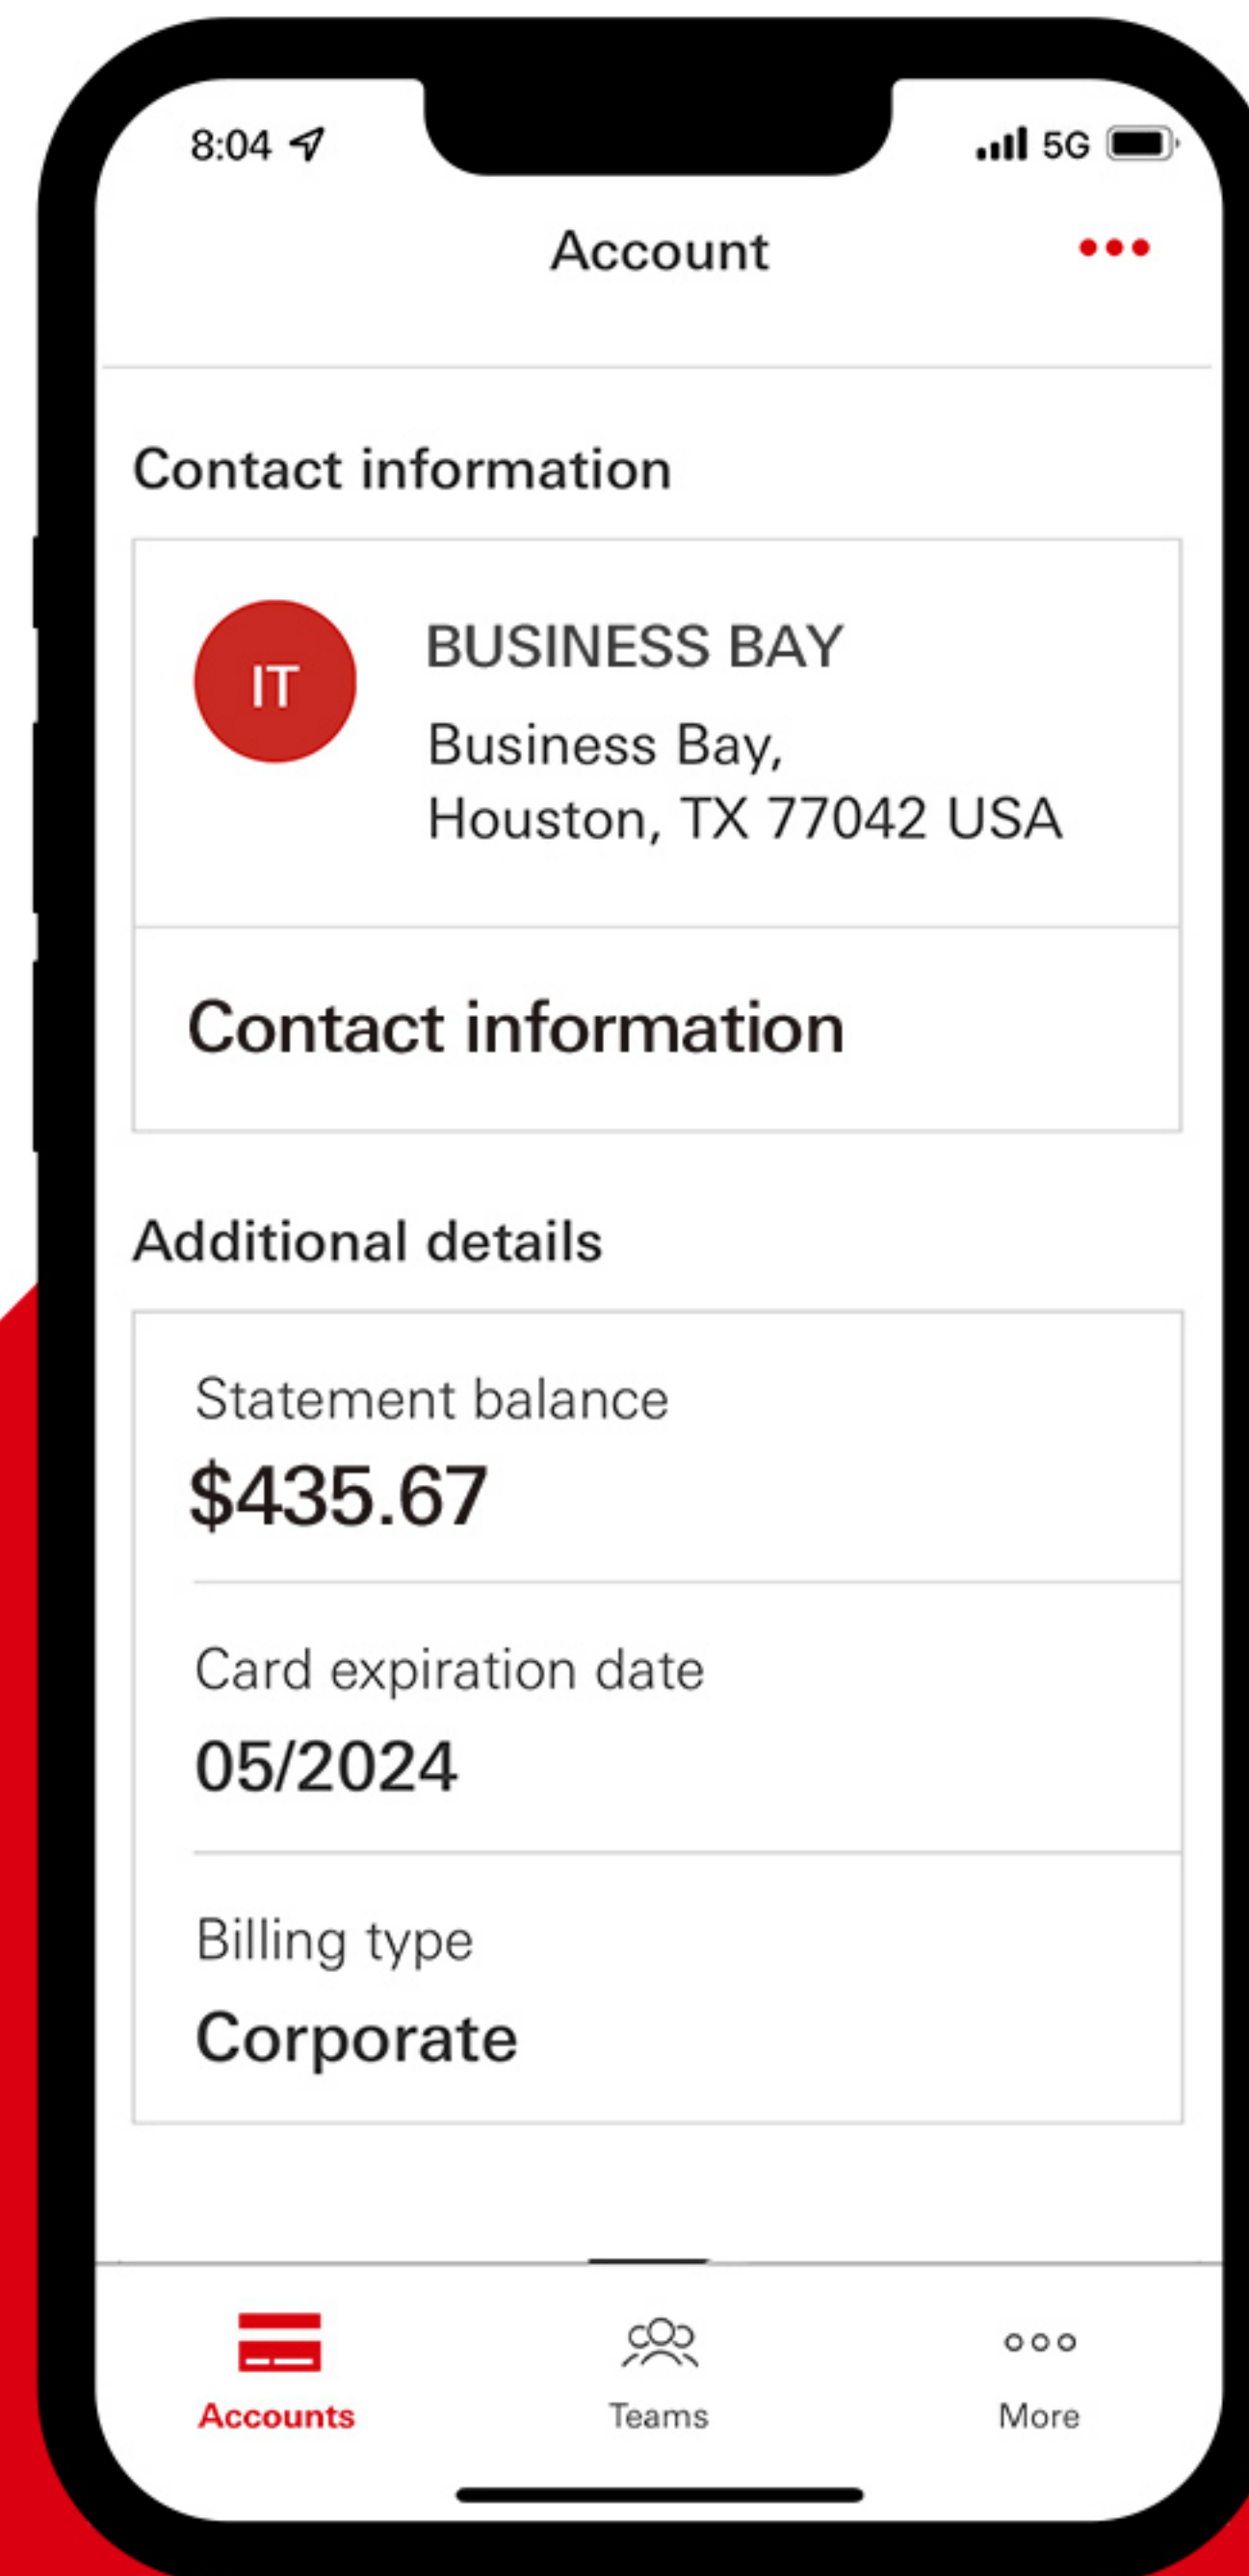 8:04 5G
Account
Contact information
IT
BUSINESS BAY
Business Bay,
Houston, TX 77042 USA
Contact information
Additional details
Statement balance
$435.67
Card expiration date
05/2024
Billing type
Corporate
Accounts Teams More